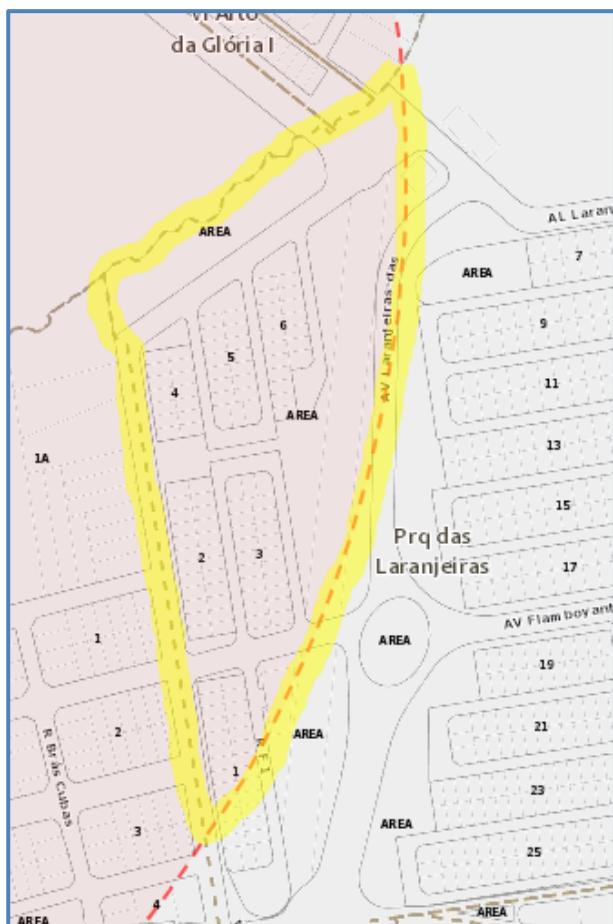 Vl Alto
da Glória I
AREA
AL Laran
7
AREA
9
AV Laranjeiras-das
6
5
4
11
AREA
13
1A
15
Prq das
Laranjeiras
2
3
17
AV Flamboyant
1
AREA
19
2
21
AREA
R Brás Cubas
1
R F 1
23
3
AREA
25
4
AREA
AREA